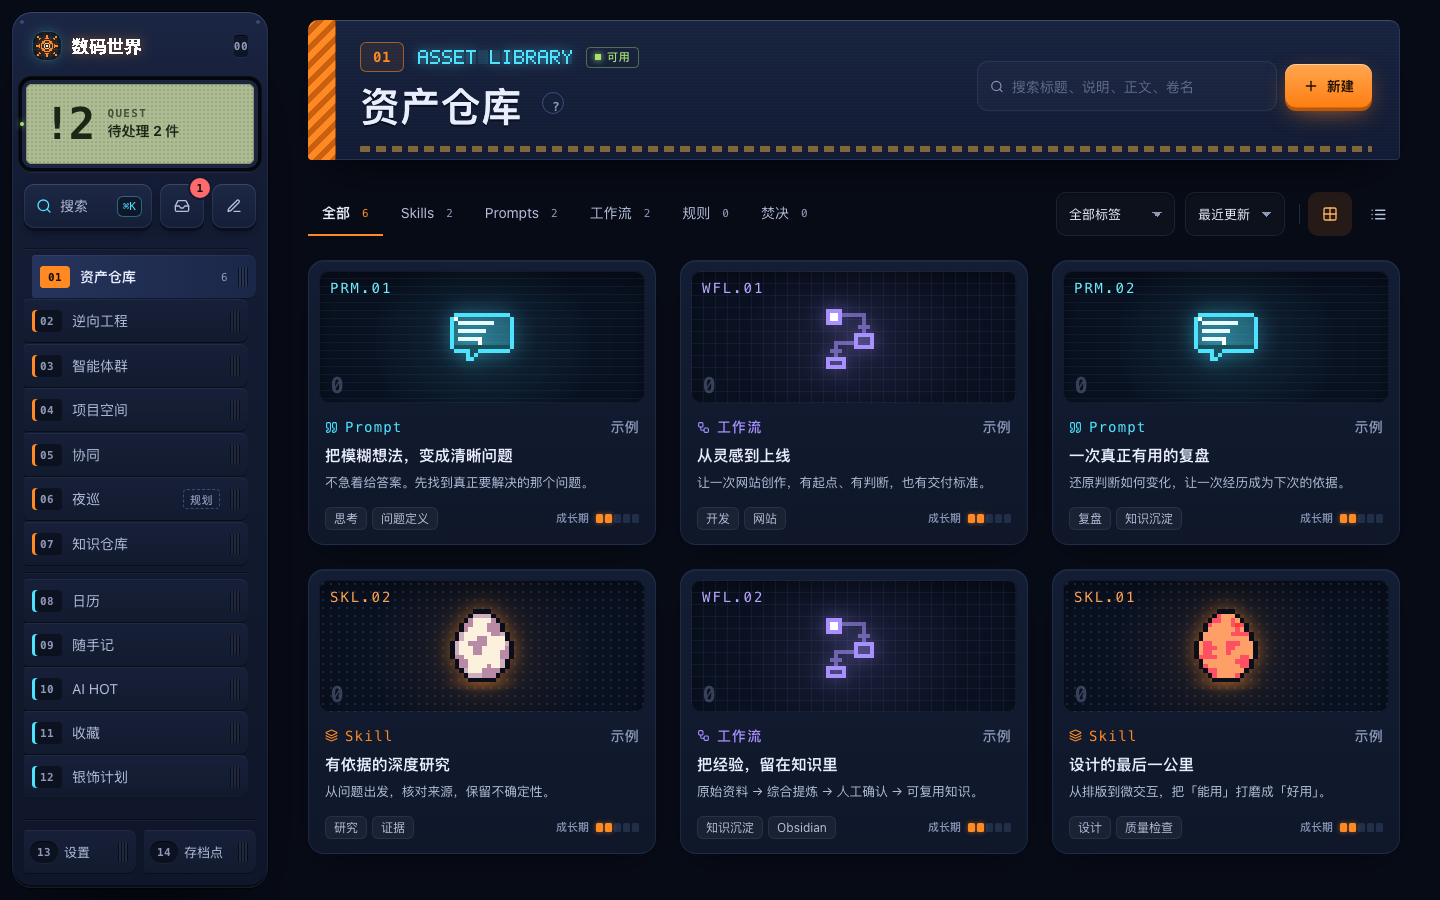 数码世界
00
!2
QUEST
待处理 2 件
搜索
⌘K
1
01 资产仓库 6
02 逆向工程
03 智能体群
04 项目空间
05 协同
06 夜巡 规划
07 知识仓库
08 日历
09 随手记
10 AI HOT
11 收藏
12 银饰计划
13 设置
14 存档点
01 ASSET LIBRARY 可用
资产仓库 ?
搜索标题、说明、正文、卷名
新建
全部 6 Skills 2 Prompts 2 工作流 2 规则 0 焚决 0
全部标签 最近更新
PRM.01
0
Prompt 示例
把模糊想法，变成清晰问题
不急着给答案。先找到真正要解决的那个问题。
思考 问题定义 成长期
WFL.01
0
工作流 示例
从灵感到上线
让一次网站创作，有起点、有判断，也有交付标准。
开发 网站 成长期
PRM.02
0
Prompt 示例
一次真正有用的复盘
还原判断如何变化，让一次经历成为下次的依据。
复盘 知识沉淀 成长期
SKL.02
0
Skill 示例
有依据的深度研究
从问题出发，核对来源，保留不确定性。
研究 证据 成长期
WFL.02
0
工作流 示例
把经验，留在知识里
原始资料 → 综合提炼 → 人工确认 → 可复用知识。
知识沉淀 Obsidian 成长期
SKL.01
0
Skill 示例
设计的最后一公里
从排版到微交互，把「能用」打磨成「好用」。
设计 质量检查 成长期